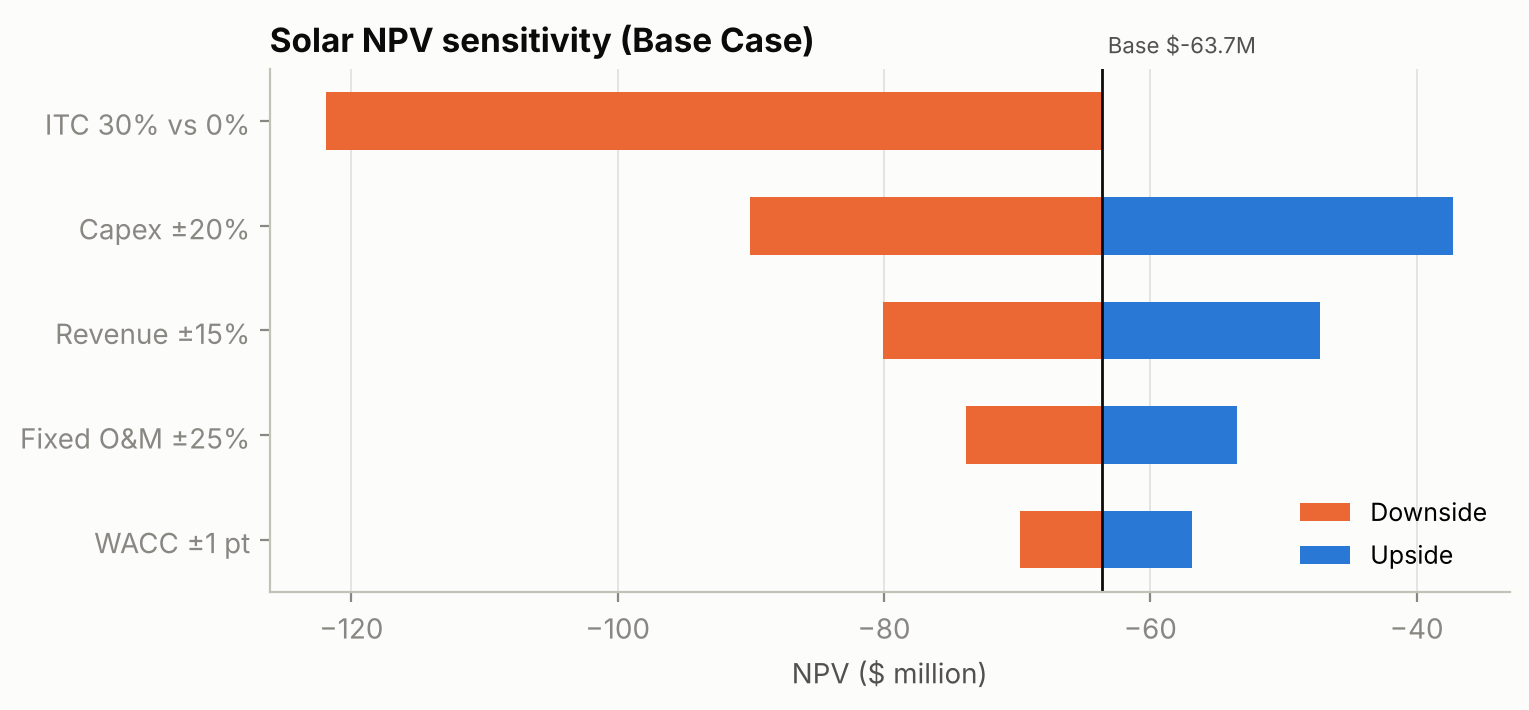 Solar NPV sensitivity (Base Case)
Base $-63.7M
ITC 30% vs 0%
Capex ±20%
Revenue ±15%
Fixed O&M ±25%
WACC ±1 pt
Downside
Upside
−120 −100 −80 −60 −40
NPV ($ million)